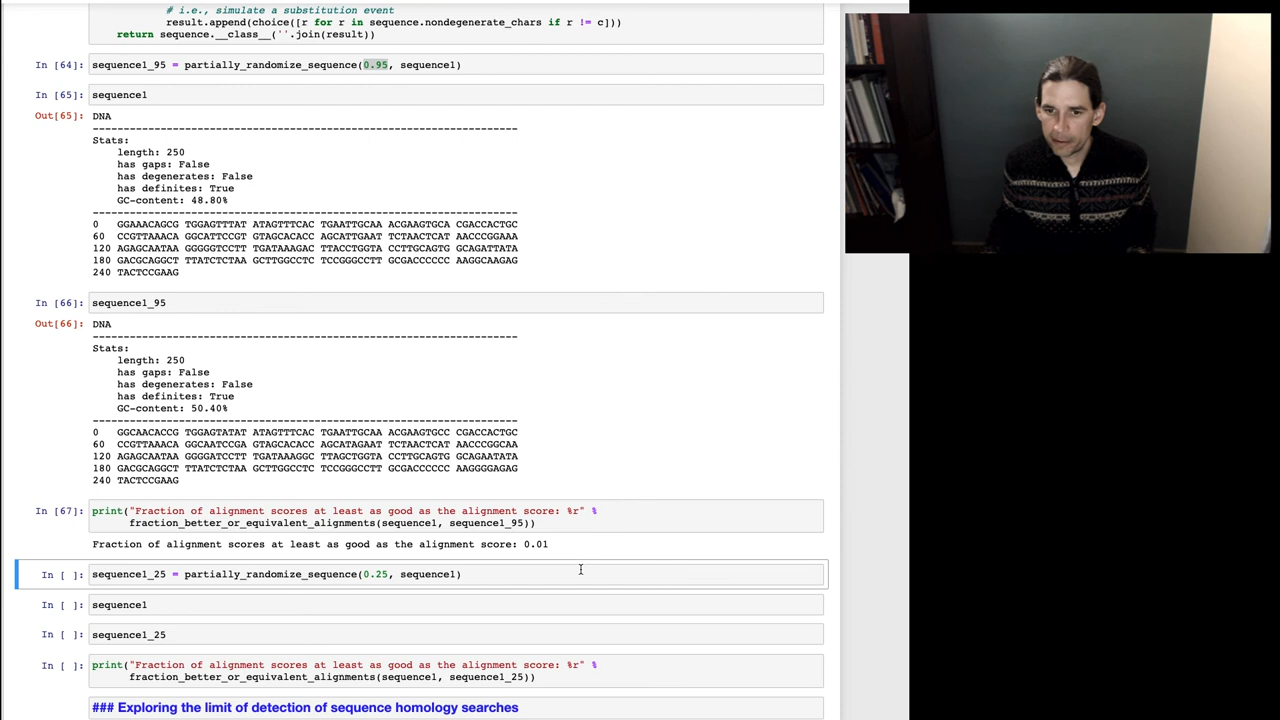 # i.e., simulate a substitution event
result.append(choice([r for r in sequence.nondegenerate_chars if r != c]))
return sequence.__class__(''.join(result))
In [64]: sequence1_95 = partially_randomize_sequence(0.95, sequence1)
In [65]: sequence1
Out[65]: DNA
----------------------------------------------------------------------
Stats:
length: 250
has gaps: False
has degenerates: False
has definites: True
GC-content: 48.80%
----------------------------------------------------------------------
0 GGAAACAGCG TGGAGTTTAT ATAGTTTCAC TGAATTGCAA ACGAAGTGCA CGACCACTGC
60 CCGTTAAACA GGCATTCCGT GTAGCACACC AGCATTGAAT TCTAACTCAT AACCCGGAAA
120 AGAGCAATAA GGGGGTCCTT TGATAAAGAC TTACCTGGTA CCTTGCAGTG GCAGATTATA
180 GACGCAGGCT TTATCTCTAA GCTTGGCCTC TCCGGGCCTT GCGACCCCCC AAGGCAAGAG
240 TACTCCGAAG
In [66]: sequence1_95
Out[66]: DNA
----------------------------------------------------------------------
Stats:
length: 250
has gaps: False
has degenerates: False
has definites: True
GC-content: 50.40%
----------------------------------------------------------------------
0 GGCAACACCG TGGAGTATAT ATAGTTTCAC TGAATTGCAA ACGAAGTGCC CGACCACTGC
60 CCGTTAAACA GGCAATCCGA GTAGCACACC AGCATAGAAT TCTAACTCAT AACCCGGCAA
120 AGAGCAATAA GGGGATCCTT TGATAAAGGC TTAGCTGGTA CCTTGCAGTG GCAGAATATA
180 GACGCAGGCT TTATCTCTAA GCTTGGCCTC TCCGGGCCTT GCGACCCCCC AAGGGGAGAG
240 TACTCCGAAG
In [67]: print("Fraction of alignment scores at least as good as the alignment score: %r" %
fraction_better_or_equivalent_alignments(sequence1, sequence1_95))
Fraction of alignment scores at least as good as the alignment score: 0.01
In [ ]: sequence1_25 = partially_randomize_sequence(0.25, sequence1)
In [ ]: sequence1
In [ ]: sequence1_25
In [ ]: print("Fraction of alignment scores at least as good as the alignment score: %r" %
fraction_better_or_equivalent_alignments(sequence1, sequence1_25))
### Exploring the limit of detection of sequence homology searches